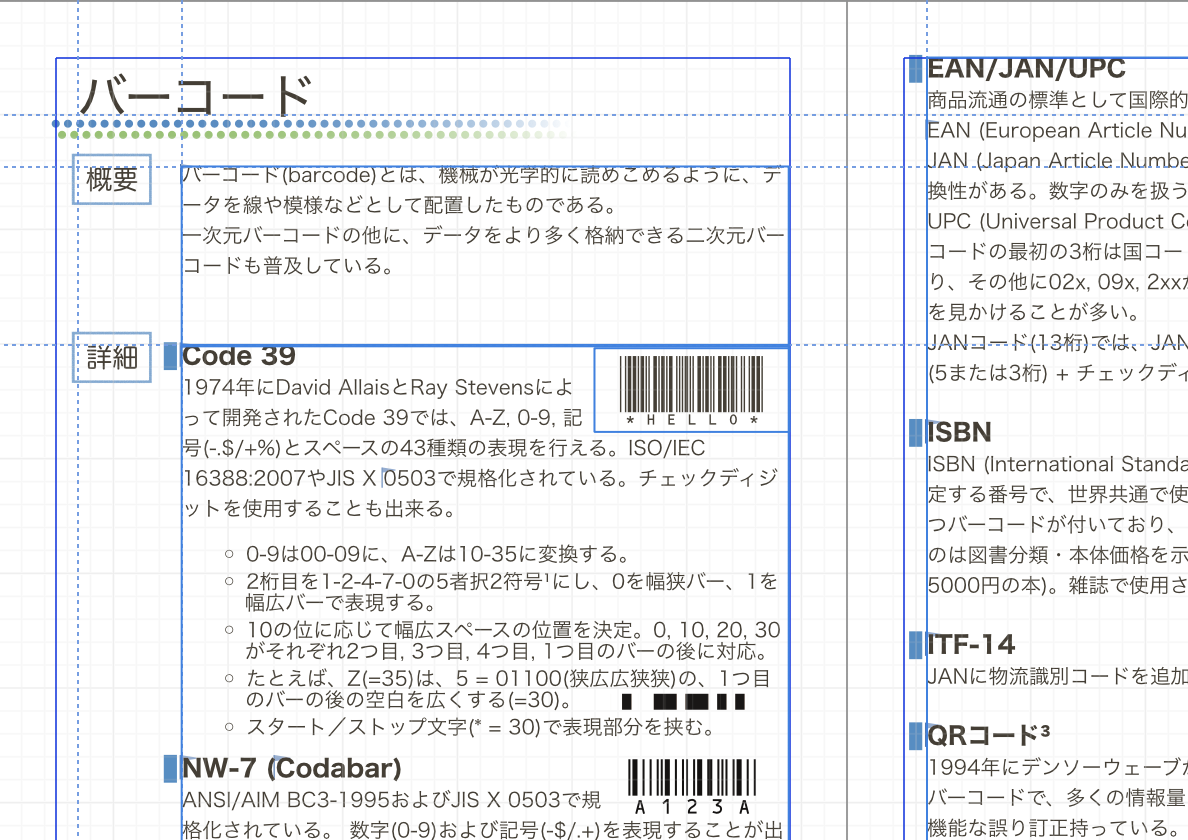 バーコード
概要
バーコード(barcode)とは、機械が光学的に読めこめるように、デ
ータを線や模様などとして配置したものである。
一次元バーコードの他に、データをより多く格納できる二次元バー
コードも普及している。
詳細
Code 39
1974年にDavid AllaisとRay Stevensによ
って開発されたCode 39では、A-Z, 0-9, 記
号(-.$/+%)とスペースの43種類の表現を行える。ISO/IEC
16388:2007やJIS X 0503で規格化されている。チェックディジ
ットを使用することも出来る。
* H E L L O *
○ 0-9は00-09に、A-Zは10-35に変換する。
○ 2桁目を1-2-4-7-0の5者択2符号¹にし、0を幅狭バー、1を
幅広バーで表現する。
○ 10の位に応じて幅広スペースの位置を決定。0, 10, 20, 30
がそれぞれ2つ目, 3つ目, 4つ目, 1つ目のバーの後に対応。
○ たとえば、Z(=35)は、5 = 01100(狭広広狭狭)の、1つ目
のバーの後の空白を広くする(=30)。
○ スタート／ストップ文字(* = 30)で表現部分を挟む。
NW-7 (Codabar)
ANSI/AIM BC3-1995およびJIS X 0503で規
格化されている。 数字(0-9)および記号(-$/.+)を表現することが出
A 1 2 3 A
EAN/JAN/UPC
商品流通の標準として国際的
EAN (European Article Nu
JAN (Japan Article Numbe
換性がある。数字のみを扱う
UPC (Universal Product Co
コードの最初の3桁は国コー
り、その他に02x, 09x, 2xxが
を見かけることが多い。
JANコード(13桁)では、JAN
(5または3桁) + チェックディ
ISBN
ISBN (International Standa
定する番号で、世界共通で使
つバーコードが付いており、
のは図書分類・本体価格を示
5000円の本)。雑誌で使用さ
ITF-14
JANに物流識別コードを追加
QRコード³
1994年にデンソーウェーブが
バーコードで、多くの情報量
機能な誤り訂正持っている。